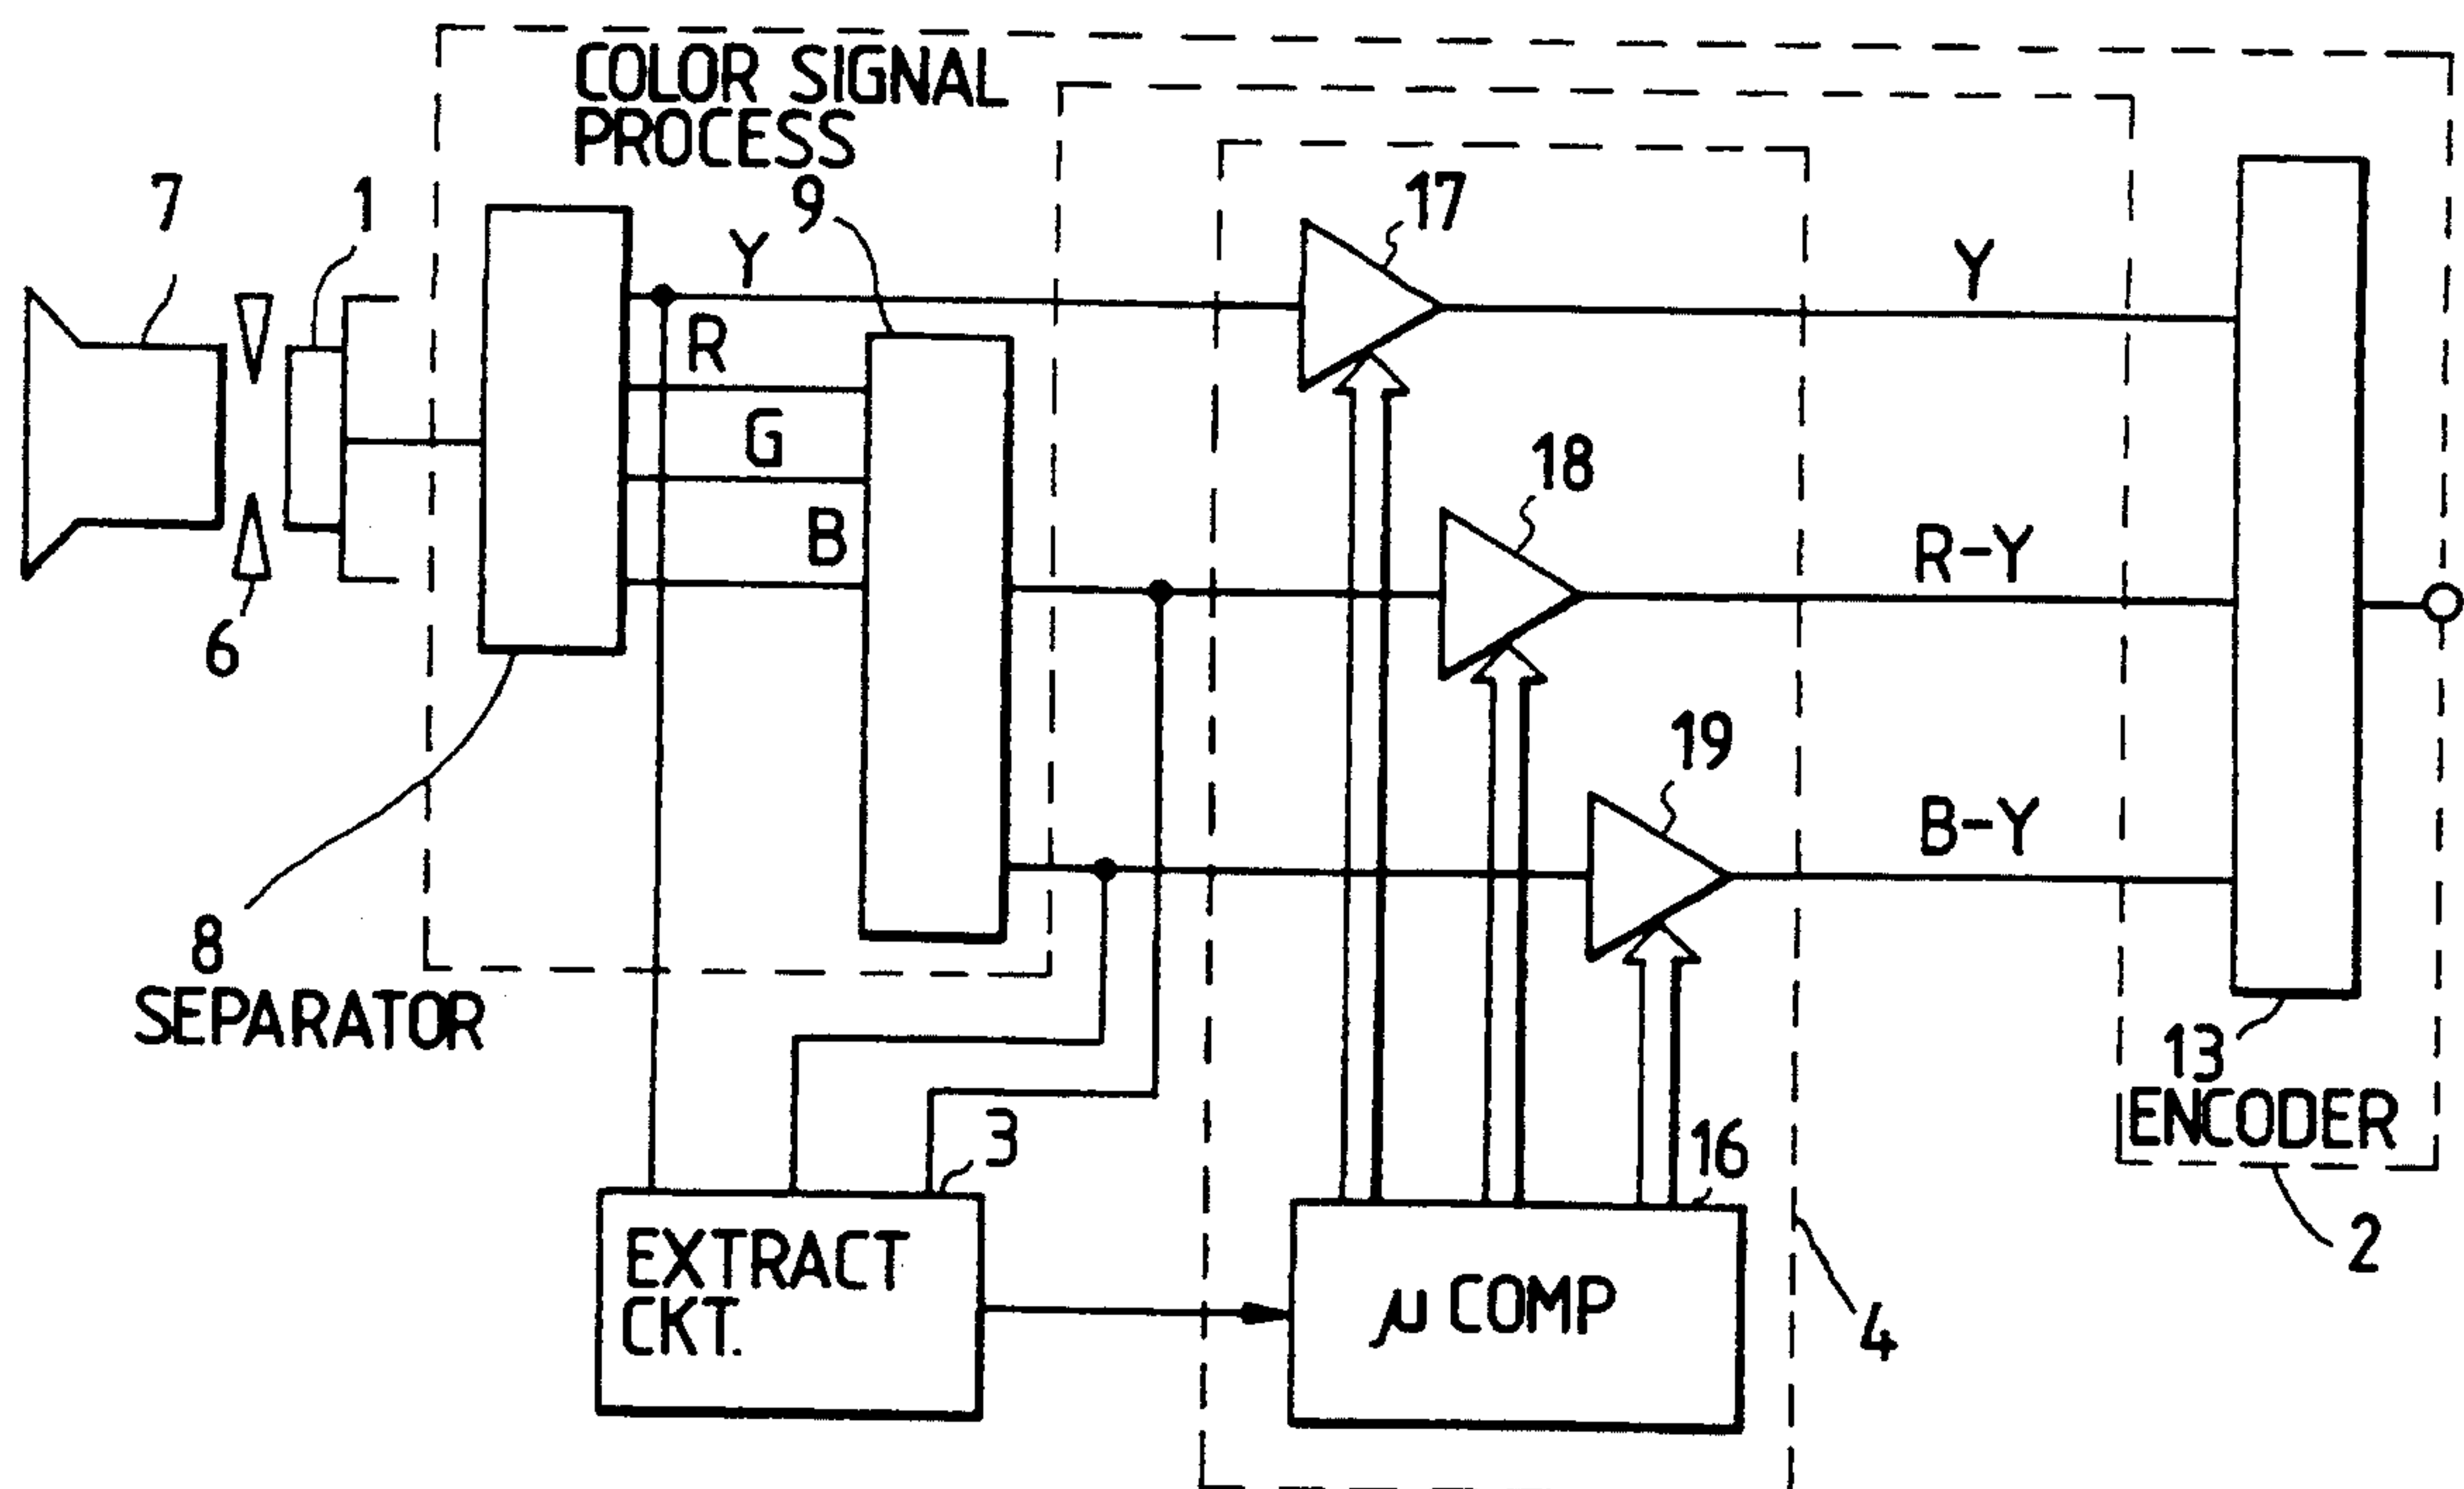 COLOR SIGNAL
PROCESS
7
1
9
17
Y
Y
R
G
18
B
R-Y
6
19
B-Y
8
SEPARATOR
13
ENCODER
3
16
2
EXTRACT
CKT.
μ COMP
4